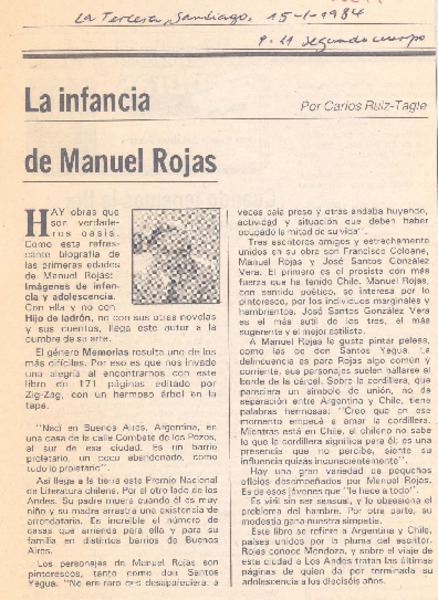 La Tercera, Santiago. 15-1-1984
P. 21 segundo cuerpo
La infancia
de Manuel Rojas
Por Carlos Ruiz-Tagle
HAY obras que
son verdade-
ros oasis.
Como esta refres-
cante biografía de
las primeras edades
de Manuel Rojas:
Imágenes de infan-
cia y adolescencia.
Con ella y no con
Hijo de ladrón, no con sus otras novelas
y sus cuentos, llega este autor a la
cumbre de su arte.
El género Memorias resulta uno de los
más difíciles. Por eso es que nos invade
una alegría al encontrarnos con este
libro de 171 páginas editado por
Zig-Zag, con un hermoso árbol en la
tapa.
"Nací en Buenos Aires, Argentina, en
una casa de la calle Combate de los Pozos,
al sur de esa ciudad. Es un barrio
proletario, un poco abandonado, como
todo lo proletario".
Así llega a la tierra este Premio Nacional
de Literatura chilena. Por el otro lado de los
Andes. Su padre muere cuando él es muy
niño y su madre arrastra una existencia de
arrendataria. Es increíble el número de
casas que arrienda para ella y para su
familia en distintos barrios de Buenos
Aires.
Los personajes de Manuel Rojas son
pintorescos, tanto como don Santos
Yegua. "No era raro que desapareciera: a
veces caía preso y otras andaba huyendo,
actividad y situación que deben haber
ocupado la mitad de su vida".
Tres escritores amigos y estrechamente
unidos en su obra son Francisco Coloane,
Manuel Rojas y José Santos González
Vera. El primero es el prosista con más
fuerza que ha tenido Chile. Manuel Rojas,
con sentido poético, se interesa por lo
pintoresco, por los individuos marginales y
hambrientos. José Santos González Vera
es el más sutil de los tres, el más
sugerente y el mejor estilista.
A Manuel Rojas le gusta pintar pelesa,
como las de don Santos Yegua. La
delincuencia es para Rojas algo común y
corriente, sus personajes suelen hallarse al
borde de la cárcel. Sobre la cordillera, que
pareciera un símbolo de unión, no de
separación entre Argentina y Chile, tiene
palabras hermosas: "Creo que en ese
momento empecé a amar la cordillera.
Mientras está en Chile, el chileno no sabe
lo que la cordillera significa para él; es una
presencia que no percibe, siente su
influencia quizás inconscientemente".
Hay una gran variedad de pequeños
oficios desempeñados por Manuel Rojas.
Es de esos jóvenes que "le hace a todo".
Es viril sin ser sensual, y lo obsesiona el
problema del hombre. Por otra parte, su
modestia gana nuestra simpatía.
Este libro se refiere a Argentina y Chile,
países unidos por la pluma del escritor.
Rojas conoce Mendoza, y sobre el viaje de
esta ciudad a Los Andes tratan las últimas
páginas de quien da por terminada su
adolescencia a los dieciséis años.